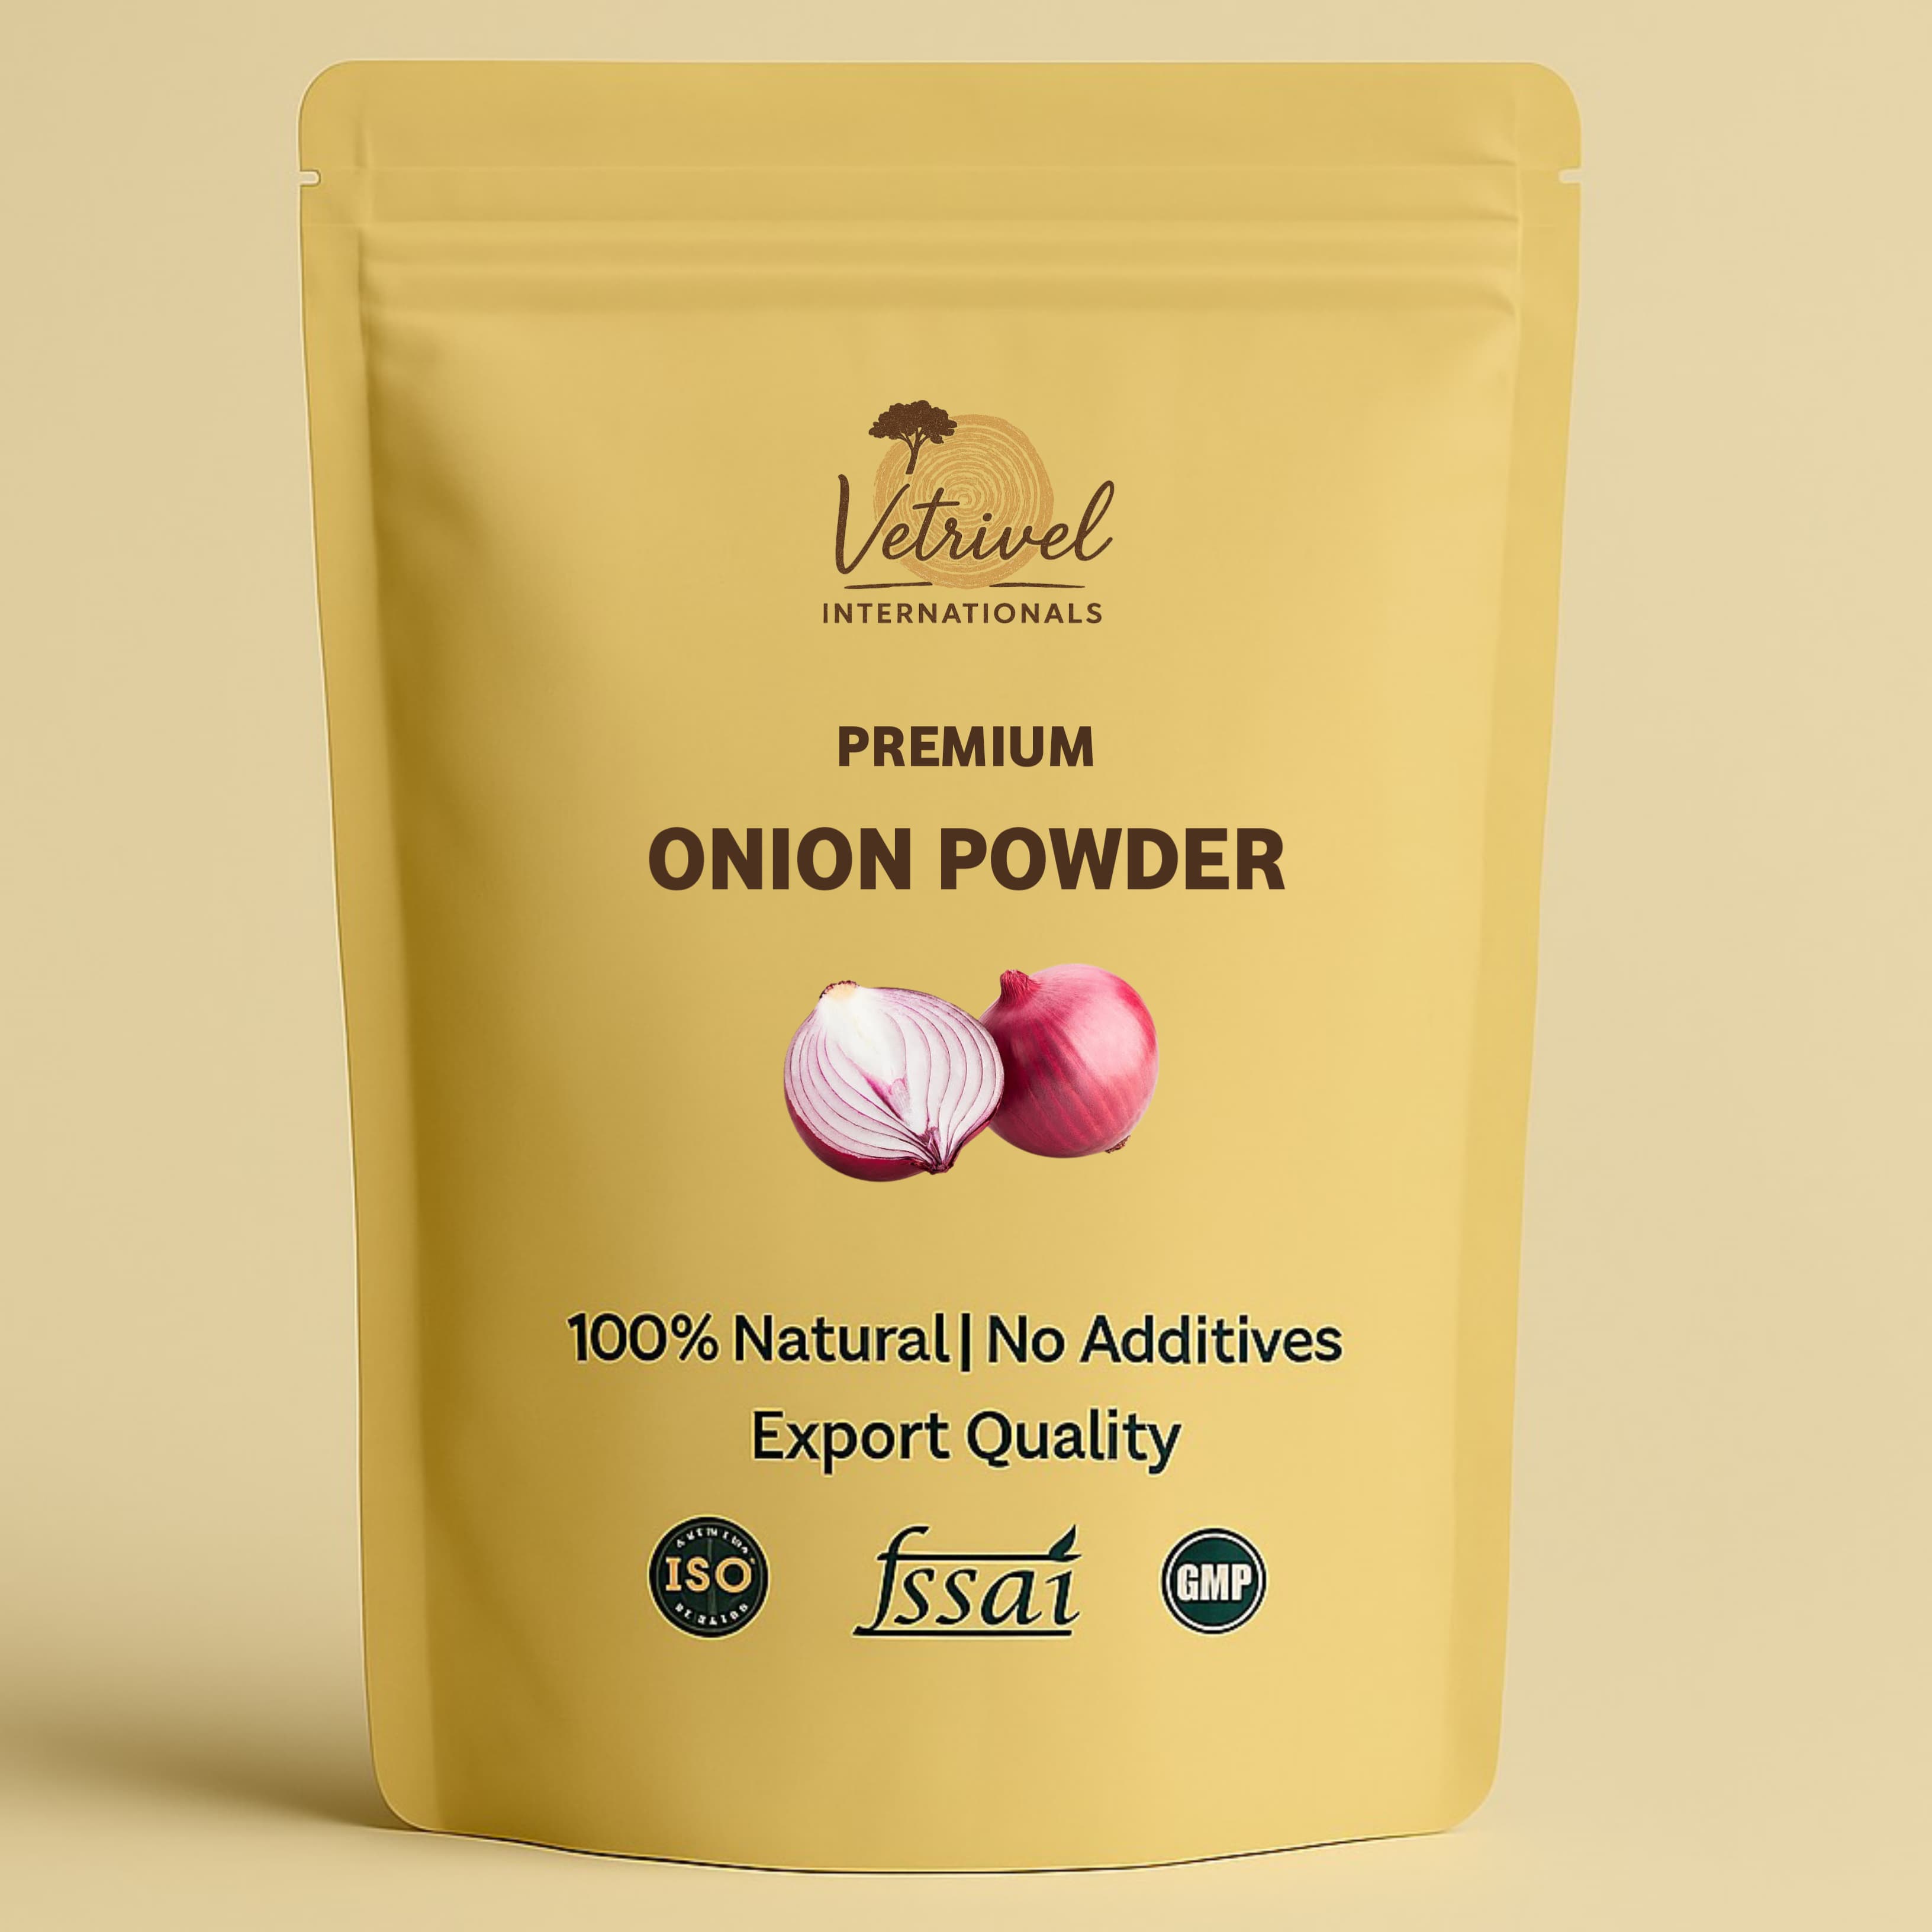 Vetrivel
INTERNATIONALS
PREMIUM
ONION POWDER
100% Natural| No Additives
Export Quality
ISO
fssai
GMP